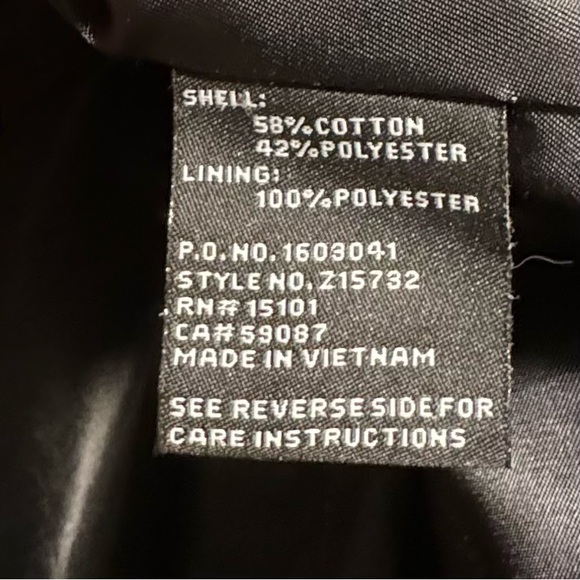 SHELL:
58%COTTON
42%POLYESTER
LINING:
100%POLYESTER
P.O.NO.1603041
STYLE NO.Z15732
RN#15101
CA#59087
MADE IN VIETNAM
SEE REVERSE SIDE FOR
CARE INSTRUCTIONS